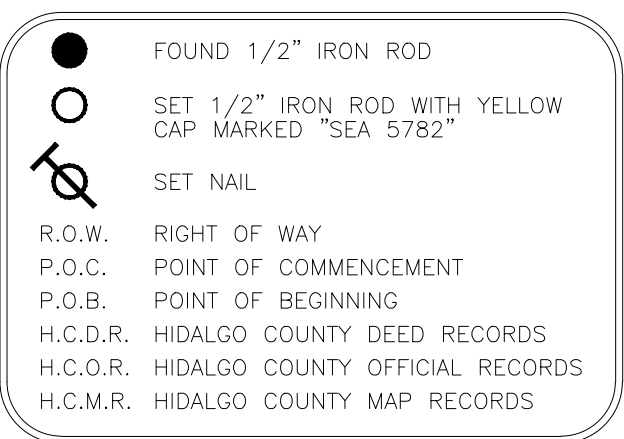 FOUND 1/2" IRON ROD
SET 1/2" IRON ROD WITH YELLOW
CAP MARKED "SEA 5782"
SET NAIL
R.O.W. RIGHT OF WAY
P.O.C. POINT OF COMMENCEMENT
P.O.B. POINT OF BEGINNING
H.C.D.R. HIDALGO COUNTY DEED RECORDS
H.C.O.R. HIDALGO COUNTY OFFICIAL RECORDS
H.C.M.R. HIDALGO COUNTY MAP RECORDS